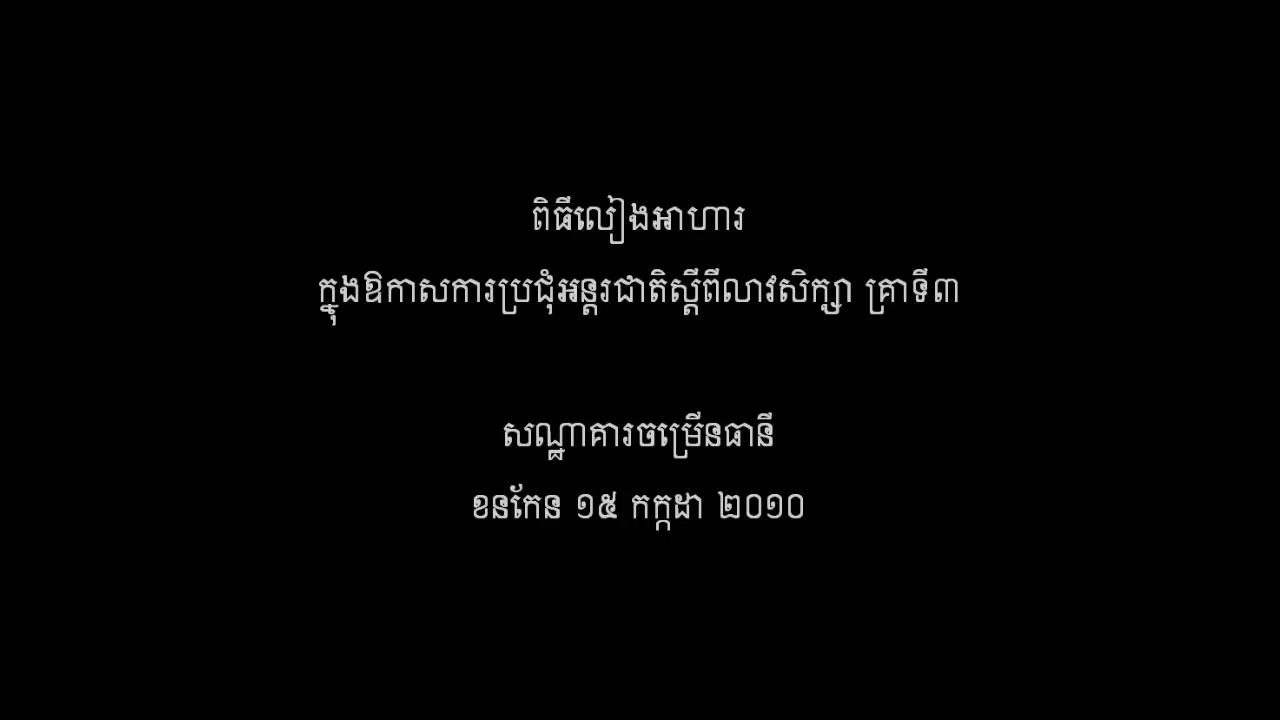 ពិធីលៀងអាហារ
ក្នុងឱកាសការប្រជុំអន្តរជាតិស្តីពីលាវសិក្សា គ្រាទី៣
សណ្ឋាគារចម្រើនធានី
ខនកែន ១៥ កក្កដា ២០១០